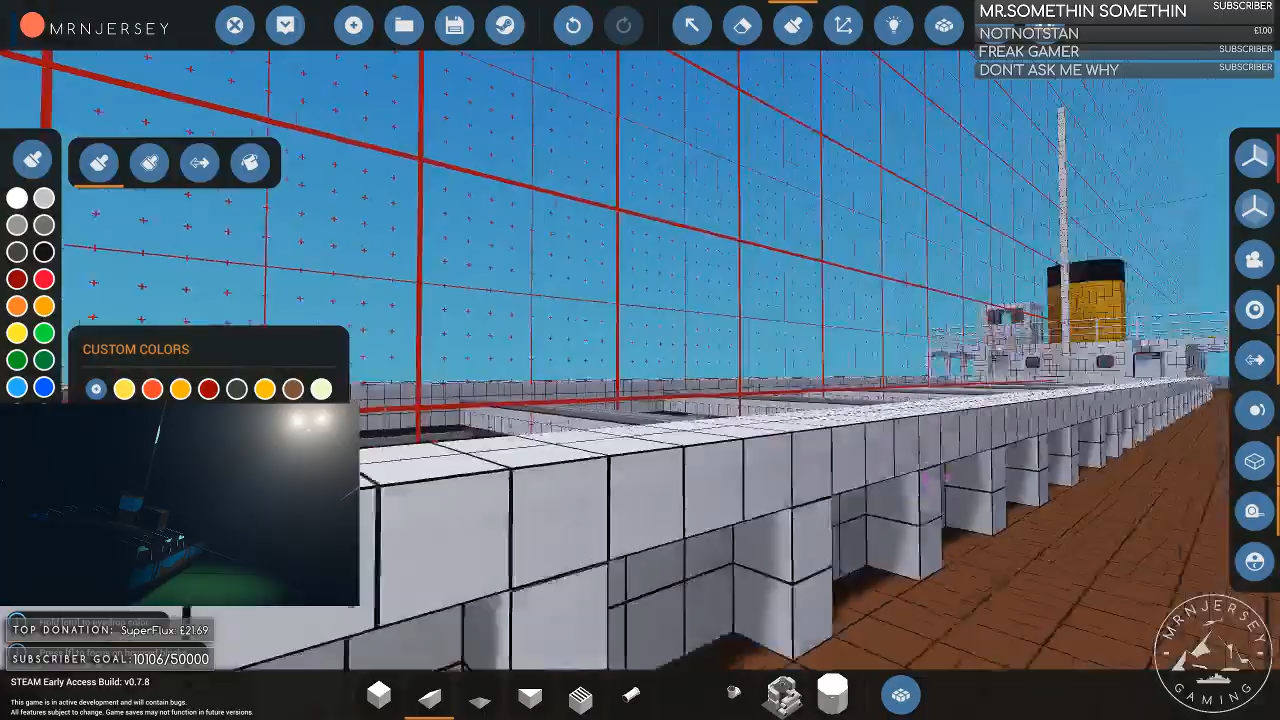 MRNJERSEY
MR.SOMETHIN SOMETHIN SUBSCRIBER
NOTNOTSTAN £1.00
FREAK GAMER SUBSCRIBER
DON'T ASK ME WHY SUBSCRIBER
CUSTOM COLORS
TOP DONATION: SuperFlux: £21.69
SUBSCRIBER GOAL: 10106/50000
STEAM Early Access Build: v0.7.8
This game is in active development and will contain bugs.
All features subject to change. Game saves may not function in future versions.
MRNJERSEY
GAMING